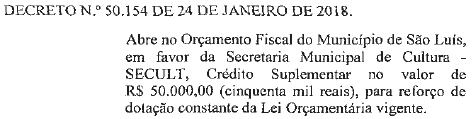 DECRETO N.º 50.154 DE 24 DE JANEIRO DE 2018.
Abre no Orçamento Fiscal do Município de São Luís,
em favor da Secretaria Municipal de Cultura -
SECULT, Crédito Suplementar no valor de
R$ 50.000,00 (cinquenta mil reais), para reforço de
dotação constante da Lei Orçamentária vigente.